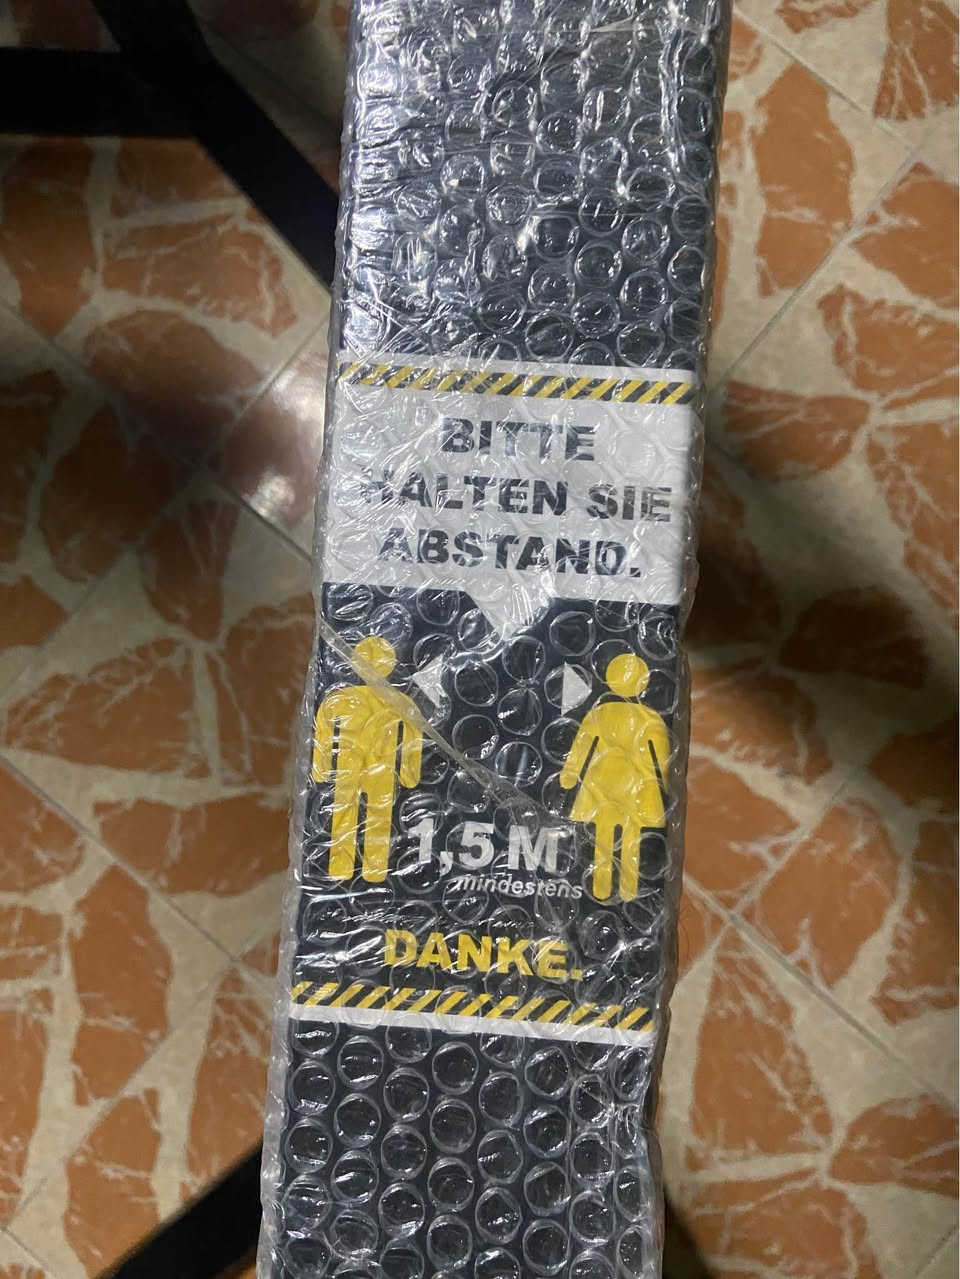 BITTE
HALTEN SIE
ABSTAND.
1,5 M
mindestens
DANKE.